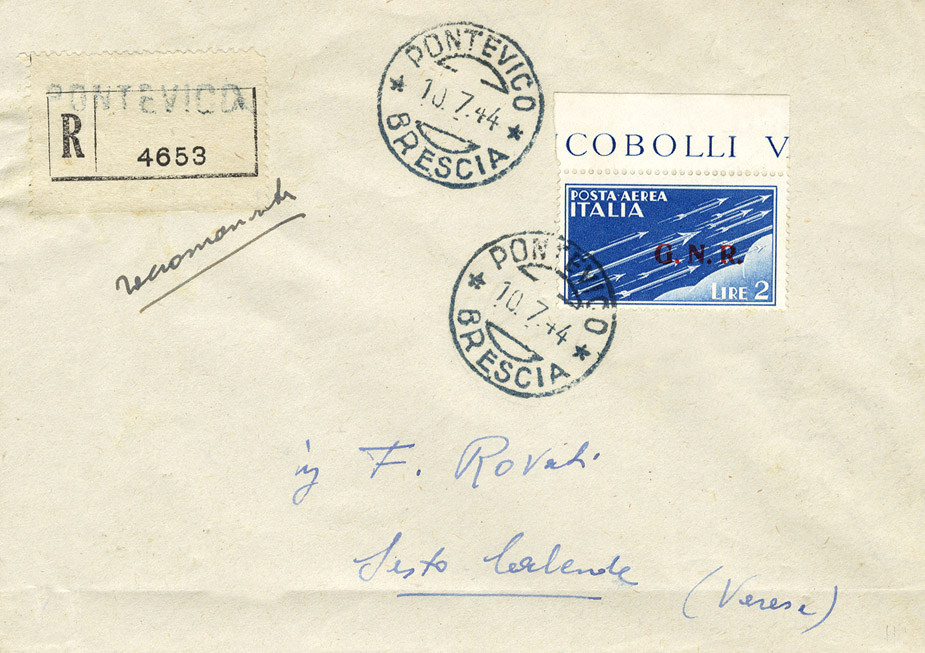 PONTEVICO
R
4653
raccomandata
PONTEVICO
10.7.44
BRESCIA
COBOLLI V
POSTA-AEREA
ITALIA
G.N.R.
LIRE 2
PONTEVICO
10.7.44
BRESCIA
ing F. Rovati
Sesto Calende
(Varese)